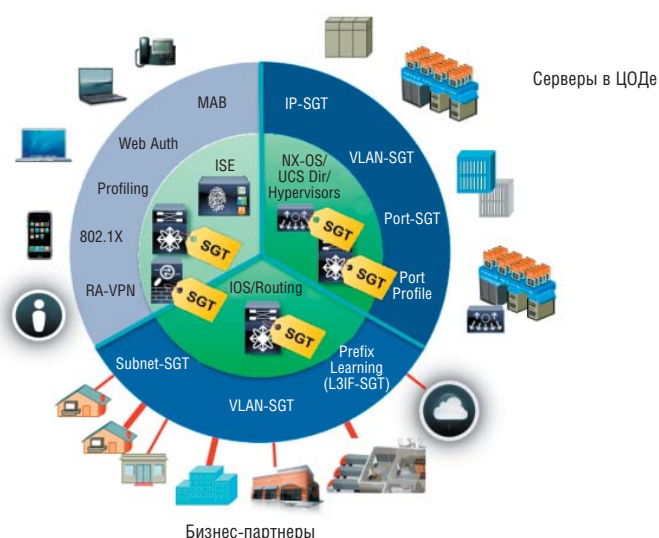 Серверы в ЦОДе
MAB
Web Auth
Profiling
802.1X
RA-VPN
ISE
SGT
SGT
IP-SGT
VLAN-SGT
Port-SGT
Port
Profile
NX-OS/
UCS Dir/
Hypervisors
SGT
SGT
IOS/Routing
SGT
Subnet-SGT
VLAN-SGT
Prefix
Learning
(L3IF-SGT)
Бизнес-партнеры